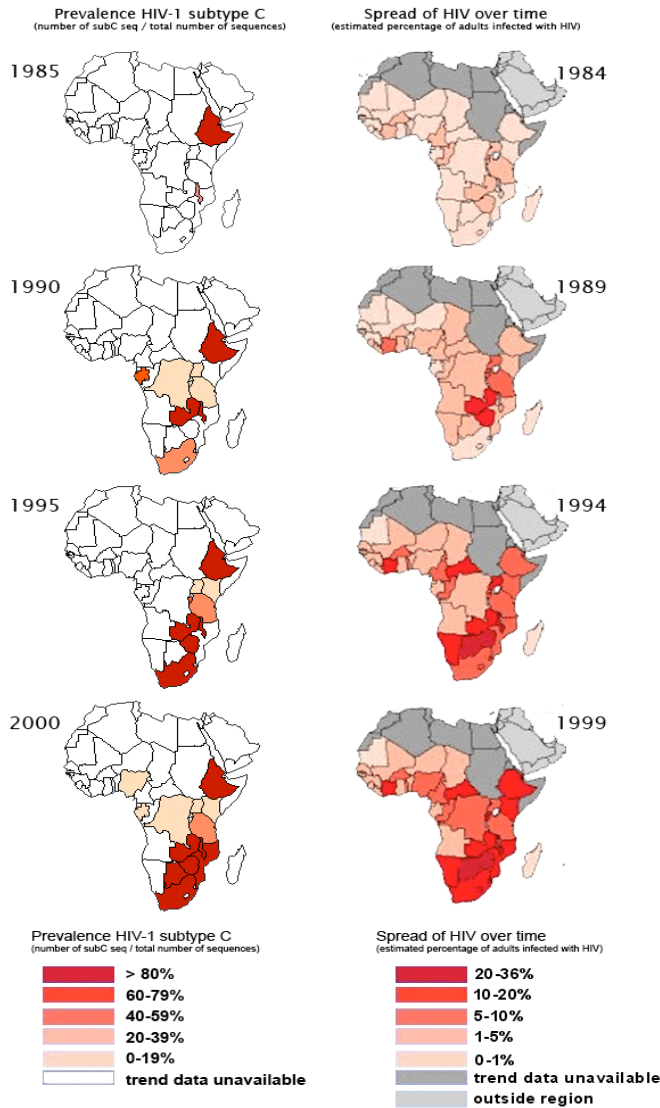 Prevalence HIV-1 subtype C
(number of subC seq / total number of sequences)
Spread of HIV over time
(estimated percentage of adults infected with HIV)
1985
1984
1990
1989
1995
1994
2000
1999
Prevalence HIV-1 subtype C
(number of subC seq / total number of sequences)
> 80%
60-79%
40-59%
20-39%
0-19%
trend data unavailable
Spread of HIV over time
(estimated percentage of adults infected with HIV)
20-36%
10-20%
5-10%
1-5%
0-1%
trend data unavailable
outside region